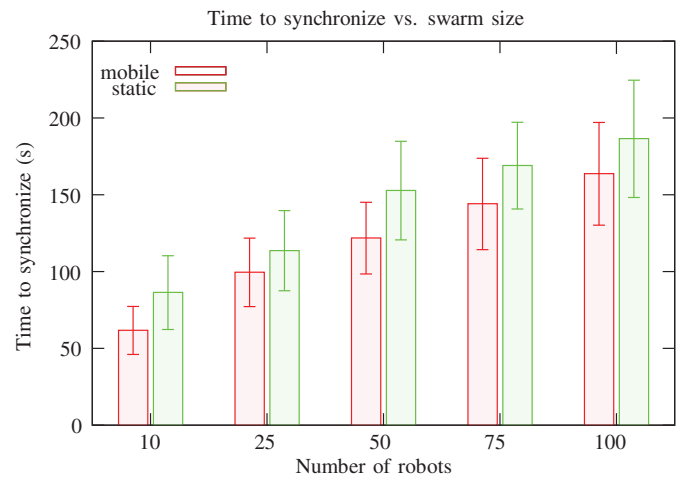 Time to synchronize vs. swarm size
250
200
150
100
50
0
Time to synchronize (s)
mobile
static
10 25 50 75 100
Number of robots